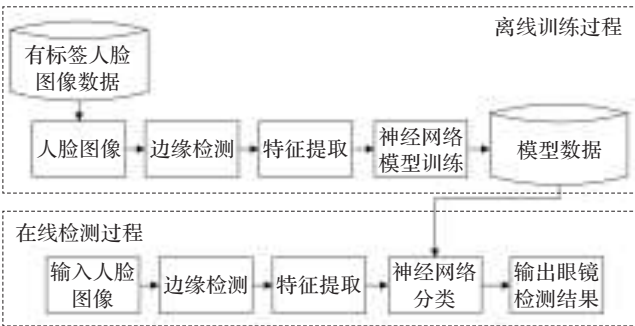 离线训练过程
有标签人脸
图像数据
人脸图像
边缘检测
特征提取
神经网络
模型训练
模型数据
在线检测过程
输入人脸
图像
边缘检测
特征提取
神经网络
分类
输出眼镜
检测结果